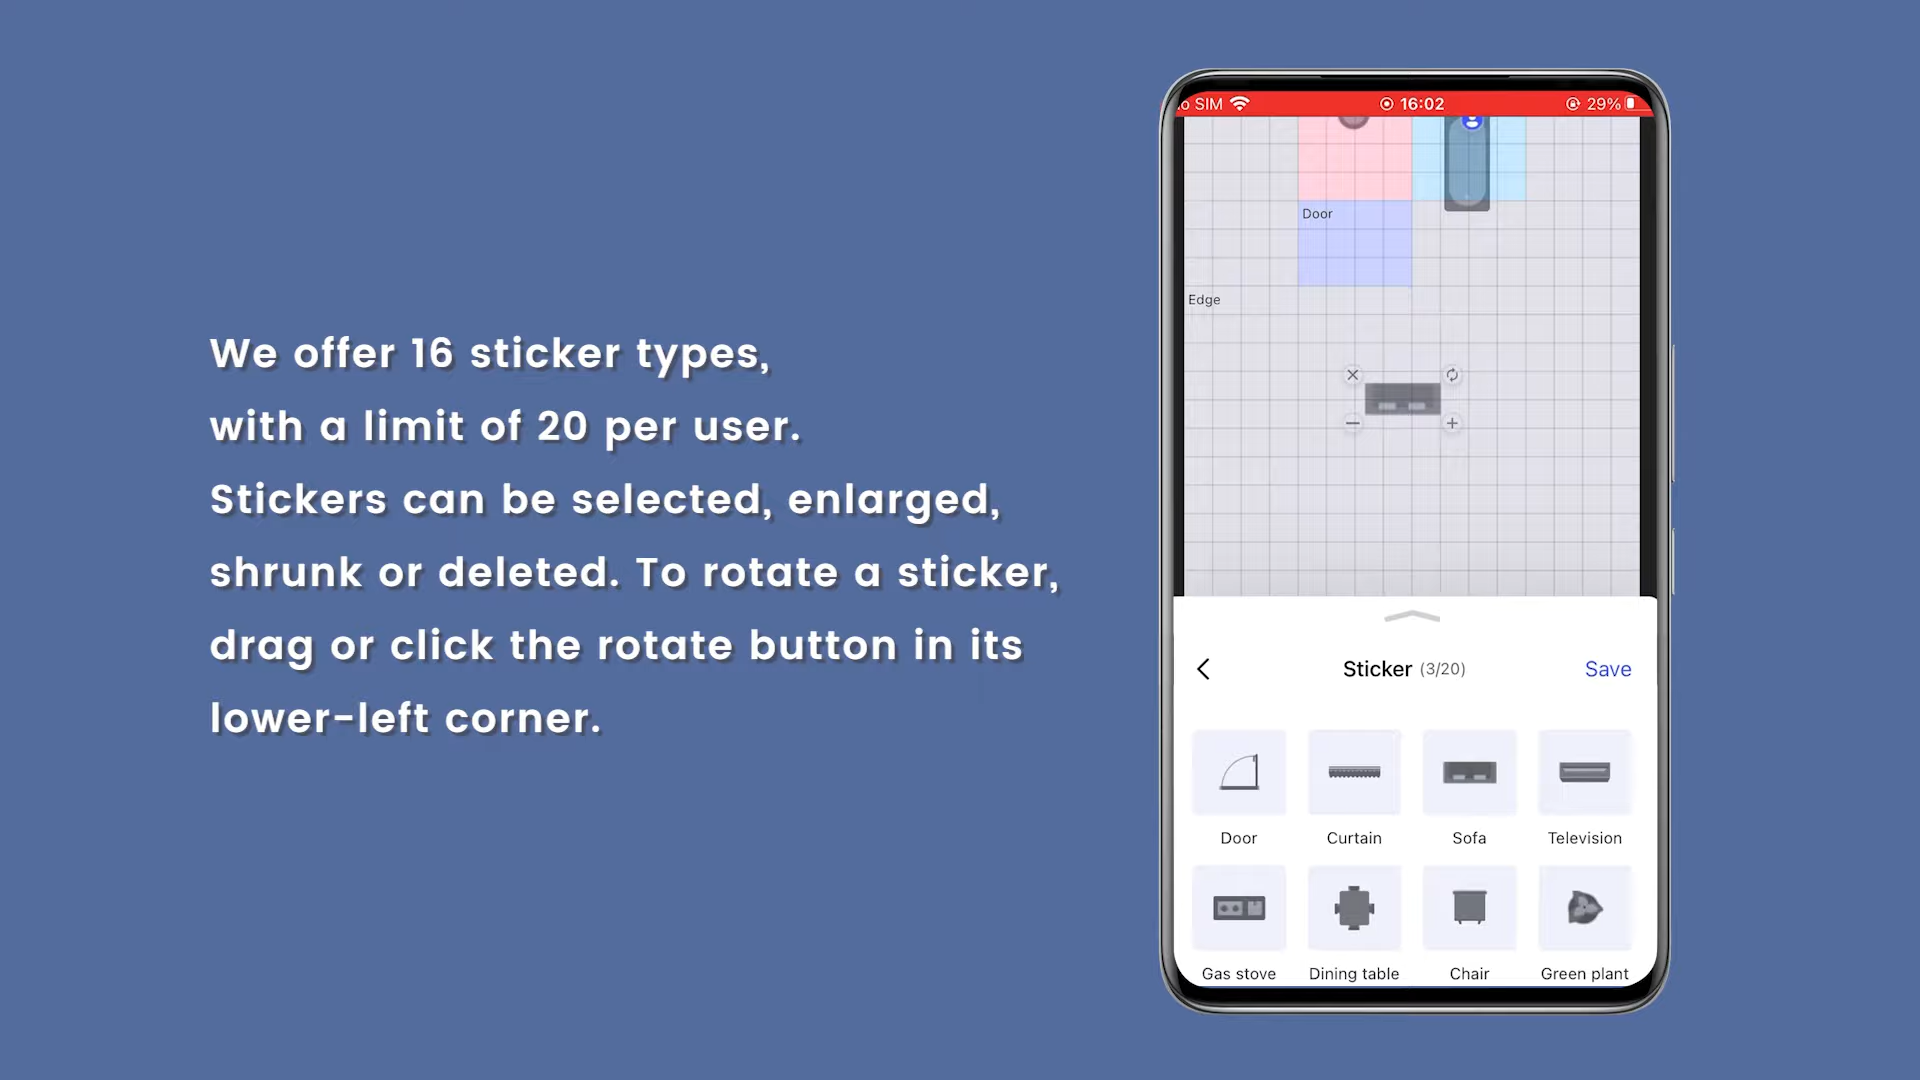 We offer 16 sticker types,
with a limit of 20 per user.
Stickers can be selected, enlarged,
shrunk or deleted. To rotate a sticker,
drag or click the rotate button in its
lower-left corner.
o SIM 16:02 29%
Door
Edge
Sticker (3/20) Save
Door Curtain Sofa Television
Gas stove Dining table Chair Green plant